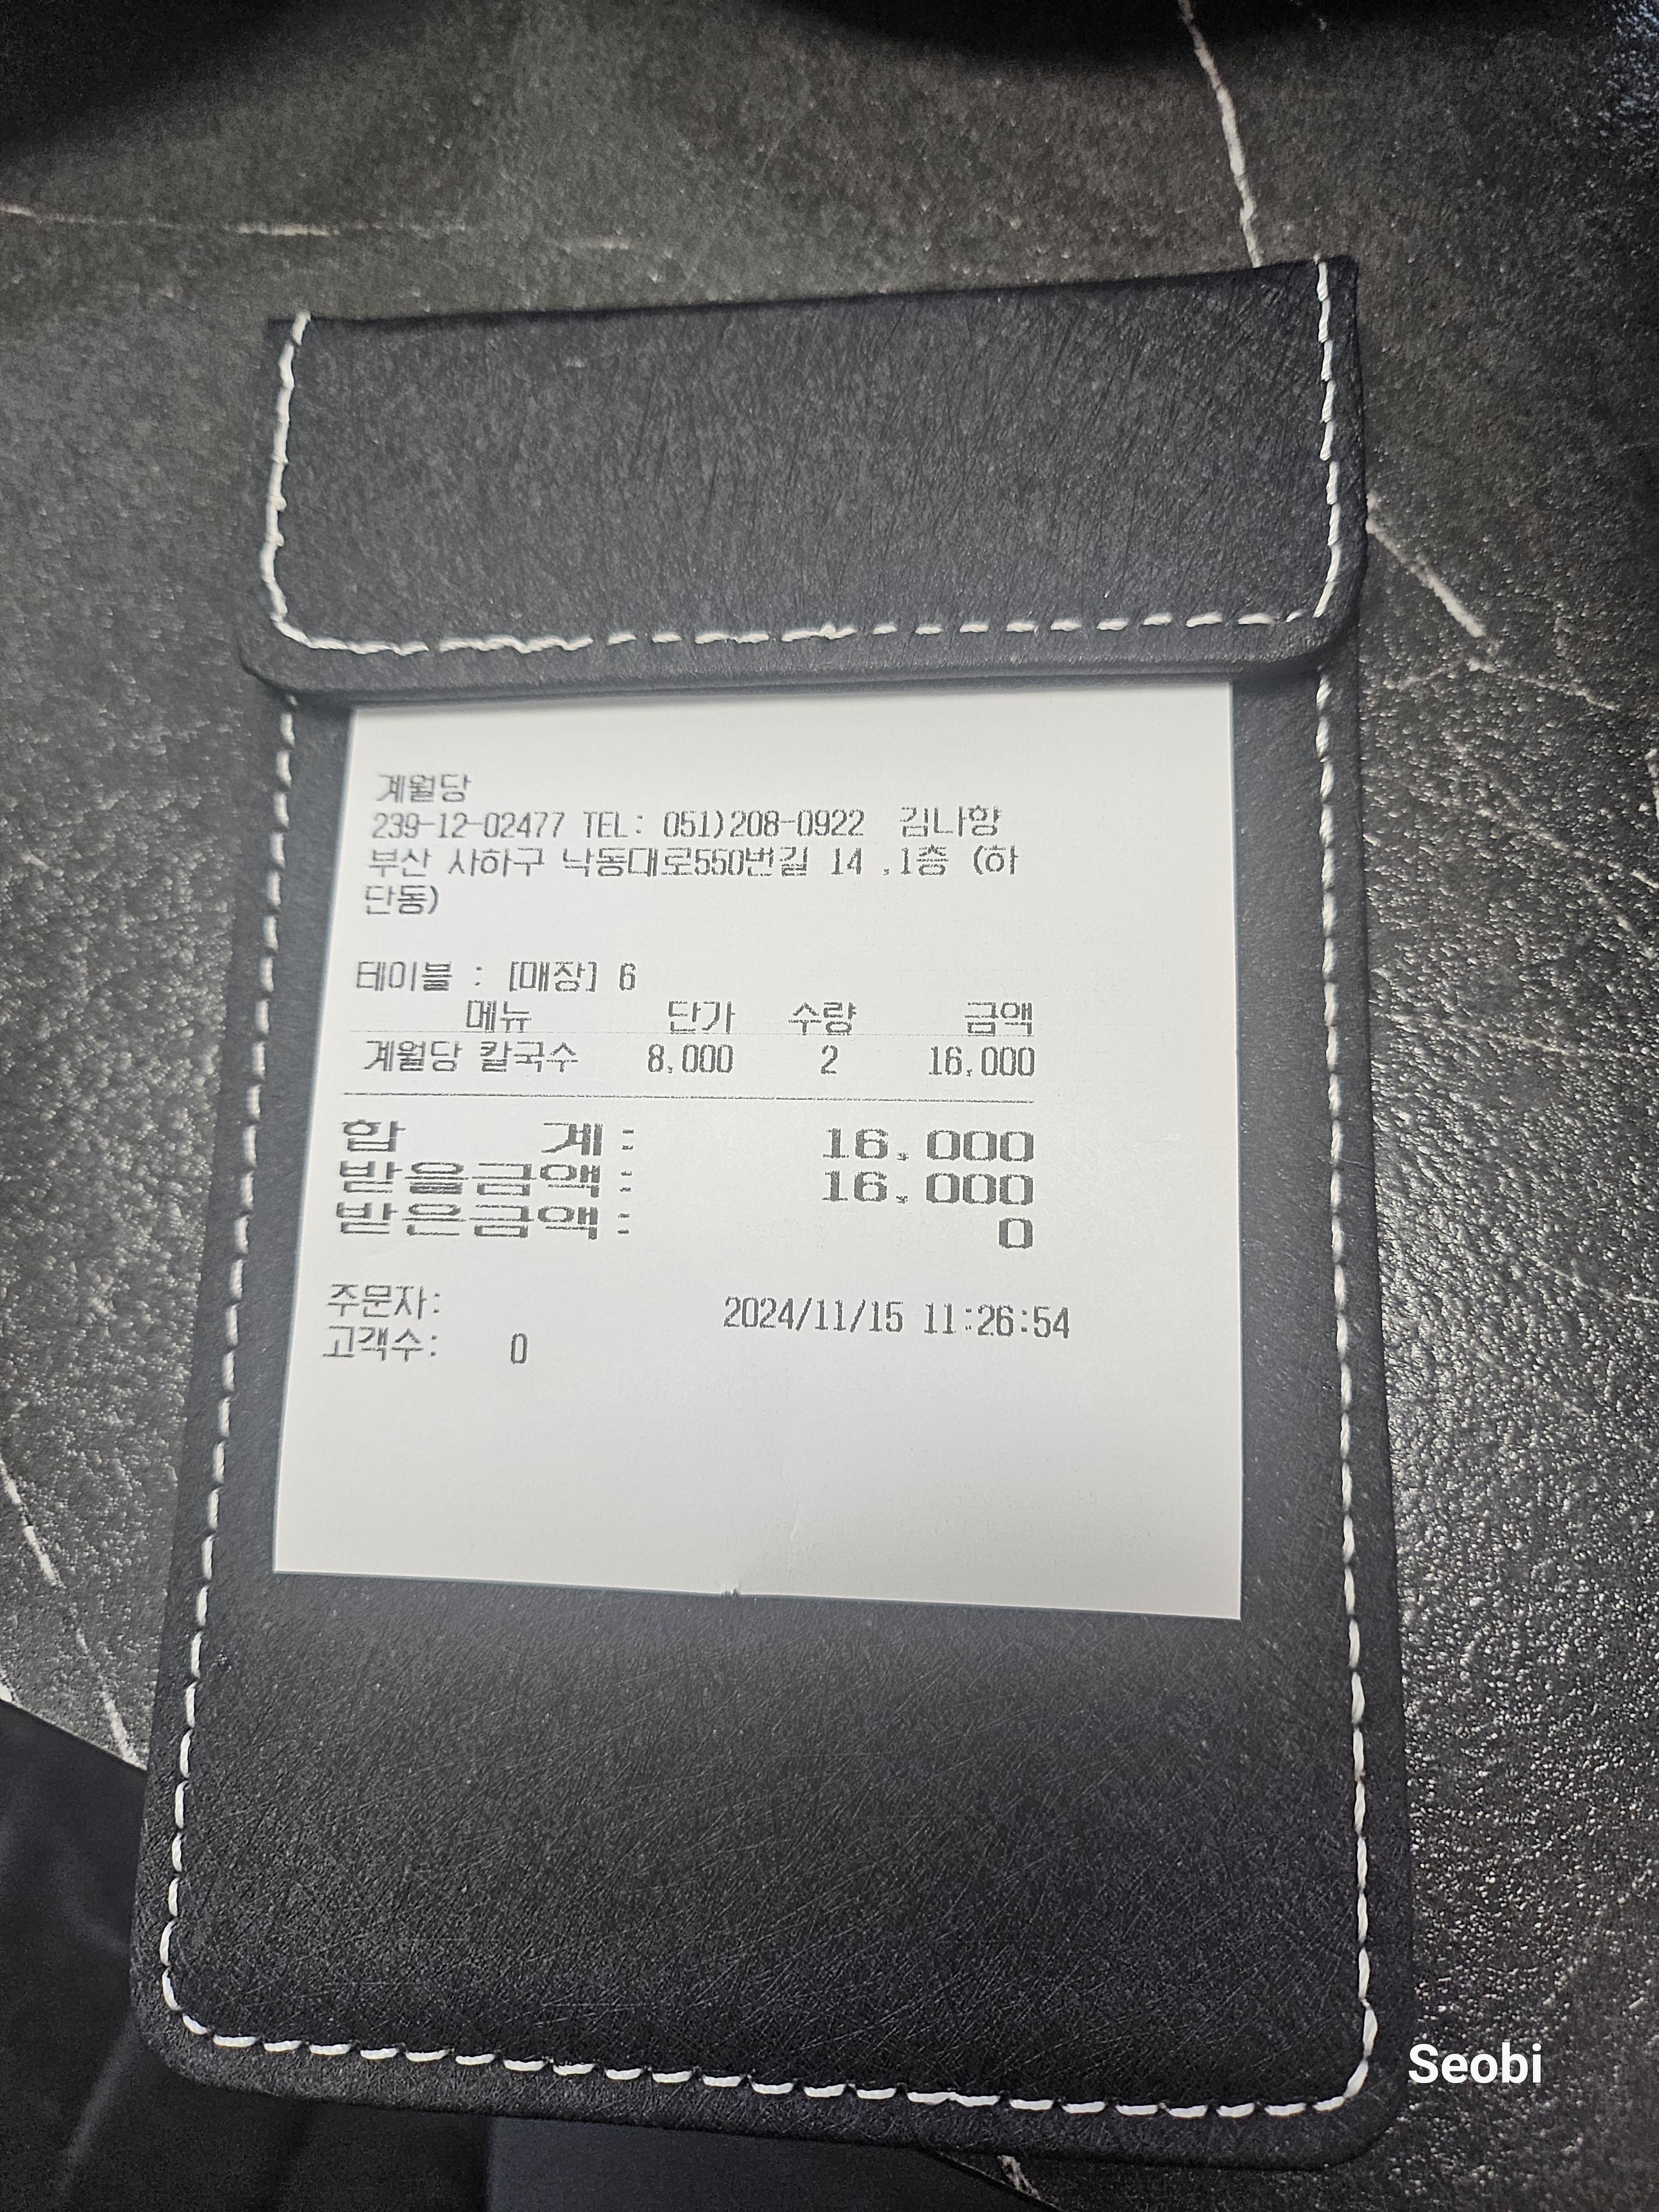 계월당
239-12-02477 TEL: 051)208-0922 김나향
부산 사하구 낙동대로550번길 14 ,1층 (하
단동)
테이블 : [매장] 6
메뉴 단가 수량 금액
계월당 칼국수 8,000 2 16,000
합 계: 16,000
받을금액: 16,000
받은금액: 0
주문자: 2024/11/15 11:26:54
고객수: 0
Seobi